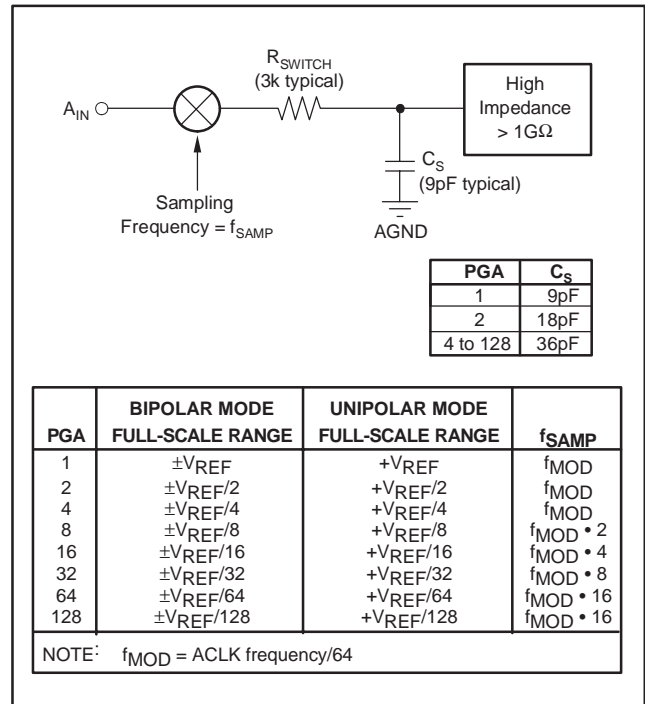 R_SWITCH
(3k typical)
A_IN
High
Impedance
> 1GΩ
C_S
(9pF typical)
AGND
Sampling
Frequency = f_SAMP
PGA C_S
1 9pF
2 18pF
4 to 128 36pF
BIPOLAR MODE UNIPOLAR MODE
PGA FULL-SCALE RANGE FULL-SCALE RANGE f_SAMP
1 ±V_REF +V_REF f_MOD
2 ±V_REF/2 +V_REF/2 f_MOD
4 ±V_REF/4 +V_REF/4 f_MOD
8 ±V_REF/8 +V_REF/8 f_MOD • 2
16 ±V_REF/16 +V_REF/16 f_MOD • 4
32 ±V_REF/32 +V_REF/32 f_MOD • 8
64 ±V_REF/64 +V_REF/64 f_MOD • 16
128 ±V_REF/128 +V_REF/128 f_MOD • 16
NOTE: f_MOD = ACLK frequency/64